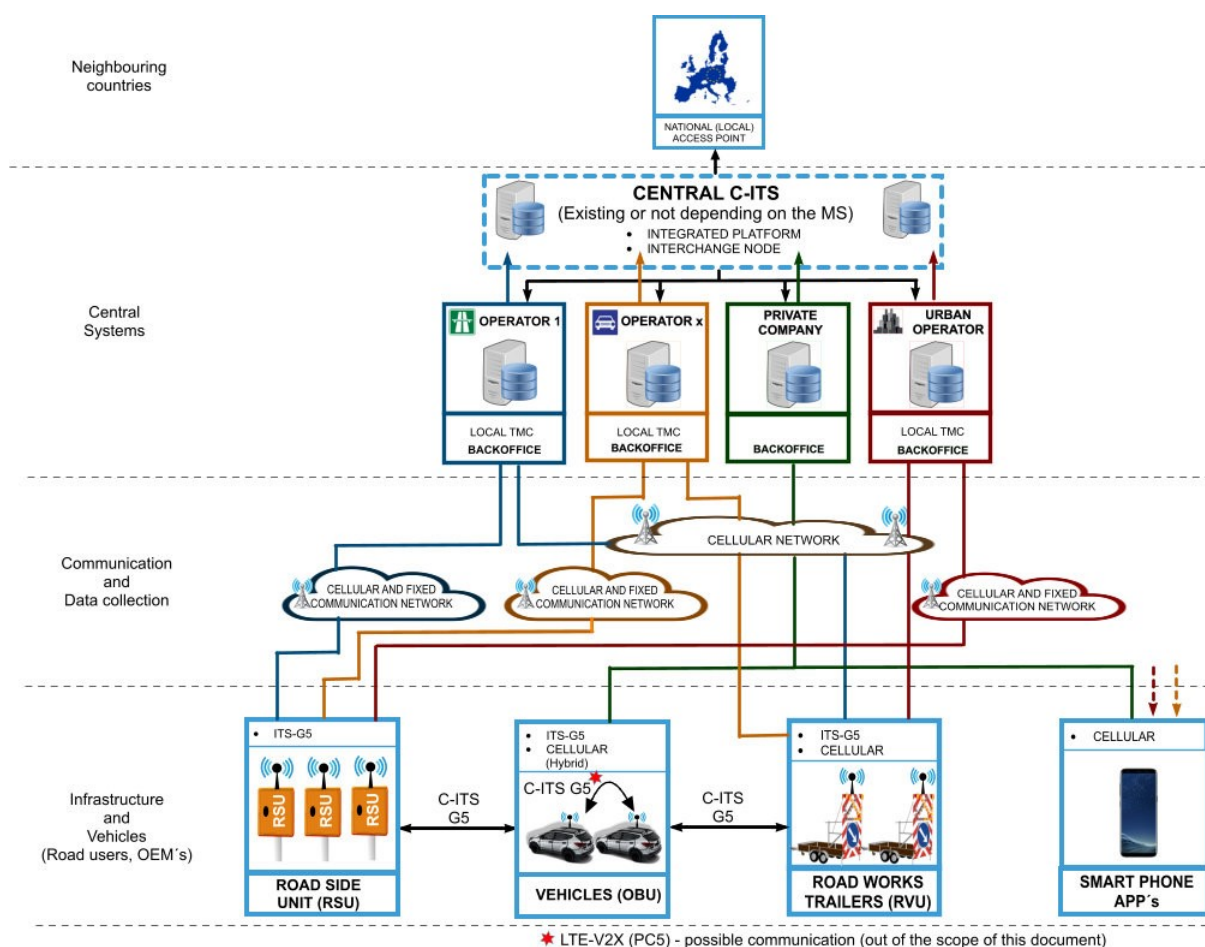 Neighbouring
countries
NATIONAL (LOCAL)
ACCESS POINT
Central
Systems
CENTRAL C-ITS
(Existing or not depending on the MS)
• INTEGRATED PLATFORM
• INTERCHANGE NODE
OPERATOR 1
LOCAL TMC
BACKOFFICE
OPERATOR x
LOCAL TMC
BACKOFFICE
PRIVATE
COMPANY
BACKOFFICE
URBAN
OPERATOR
LOCAL TMC
BACKOFFICE
Communication
and
Data collection
CELLULAR NETWORK
CELLULAR AND FIXED
COMMUNICATION NETWORK
CELLULAR AND FIXED
COMMUNICATION NETWORK
CELLULAR AND FIXED
COMMUNICATION NETWORK
Infrastructure
and
Vehicles
(Road users, OEM´s)
• ITS-G5
RSU
RSU
RSU
ROAD SIDE
UNIT (RSU)
C-ITS
G5
• ITS-G5
• CELLULAR
(Hybrid)
C-ITS G5
VEHICLES (OBU)
C-ITS
G5
• ITS-G5
• CELLULAR
ROAD WORKS
TRAILERS (RVU)
• CELLULAR
SMART PHONE
APP´s
LTE-V2X (PC5) - possible communication (out of the scope of this document)